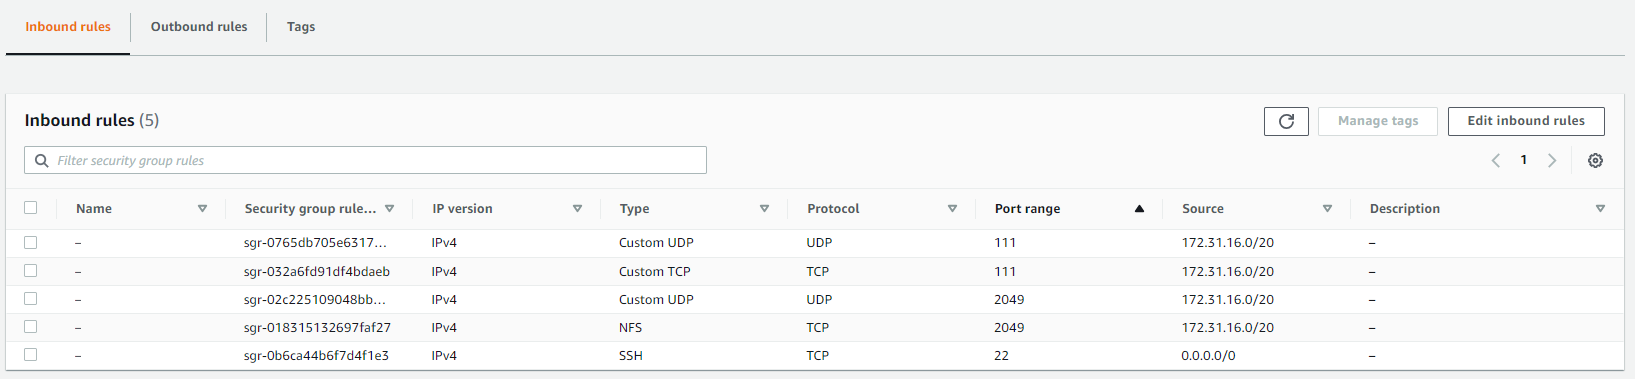 Inbound rules Outbound rules Tags
Inbound rules (5) Manage tags Edit inbound rules
Filter security group rules 1
Name Security group rule... IP version Type Protocol Port range Source Description
– sgr-0765db705e6317... IPv4 Custom UDP UDP 111 172.31.16.0/20 –
– sgr-032a6fd91df4bdaeb IPv4 Custom TCP TCP 111 172.31.16.0/20 –
– sgr-02c225109048bb... IPv4 Custom UDP UDP 2049 172.31.16.0/20 –
– sgr-018315132697faf27 IPv4 NFS TCP 2049 172.31.16.0/20 –
– sgr-0b6ca44b6f7d4f1e3 IPv4 SSH TCP 22 0.0.0.0/0 –